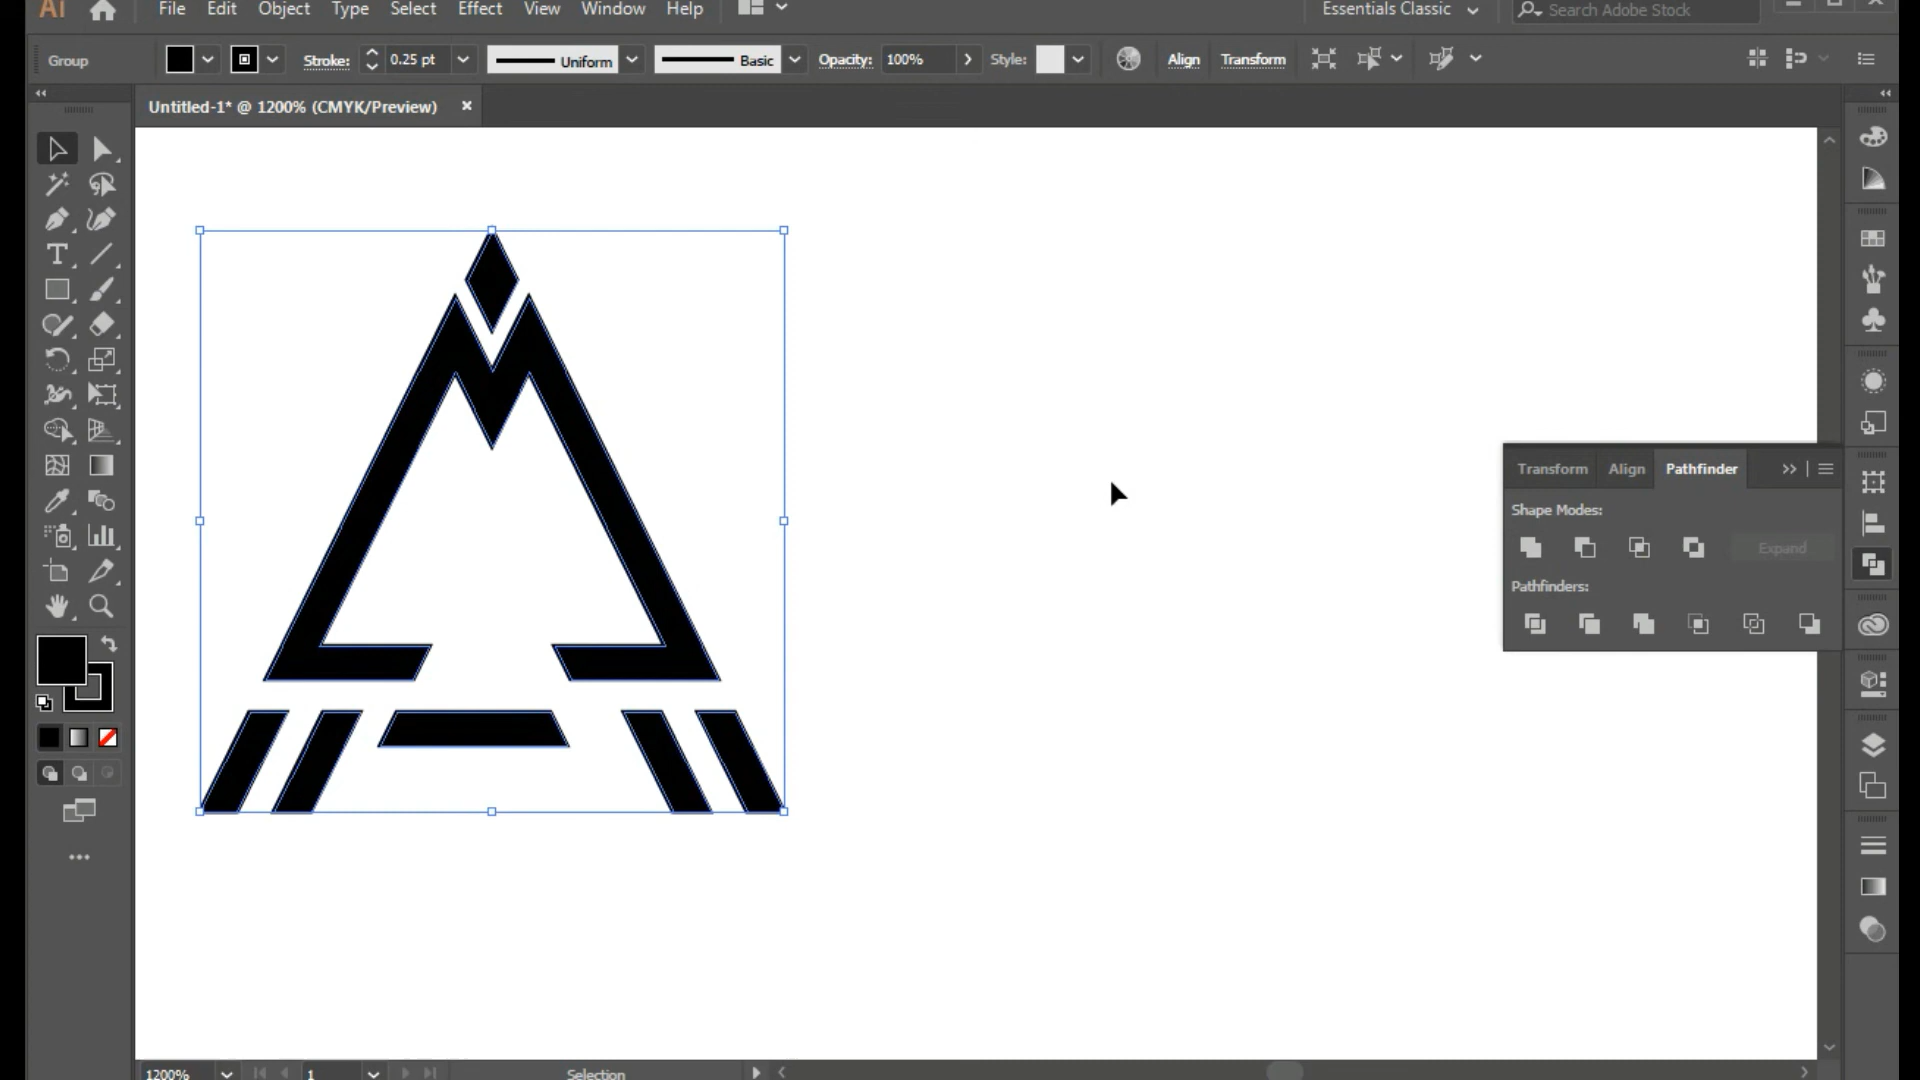 Ai File Edit Object Type Select Effect View Window Help Essentials Classic Search Adobe Stock
Group Stroke: 0.25 pt Uniform Basic Opacity: 100% Style: Align Transform
Untitled-1* @ 1200% (CMYK/Preview) ×
Transform Align Pathfinder
Shape Modes:
Expand
Pathfinders:
1200% 1 Selection